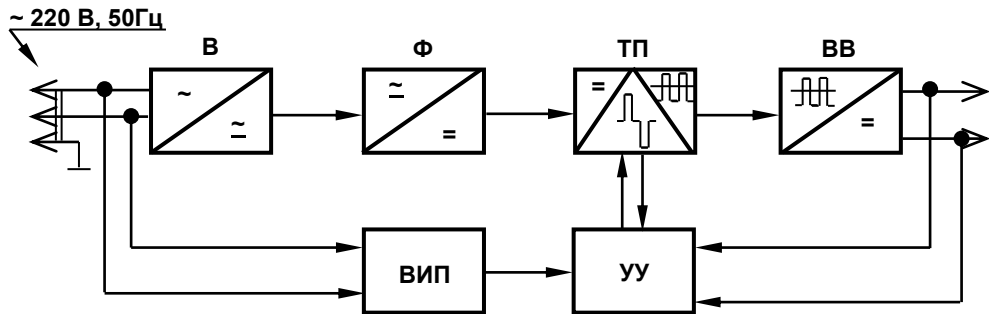 ~ 220 В, 50Гц
В
Ф
ТП
ВВ
~
≂
≂
=
=
=
ВИП
УУ